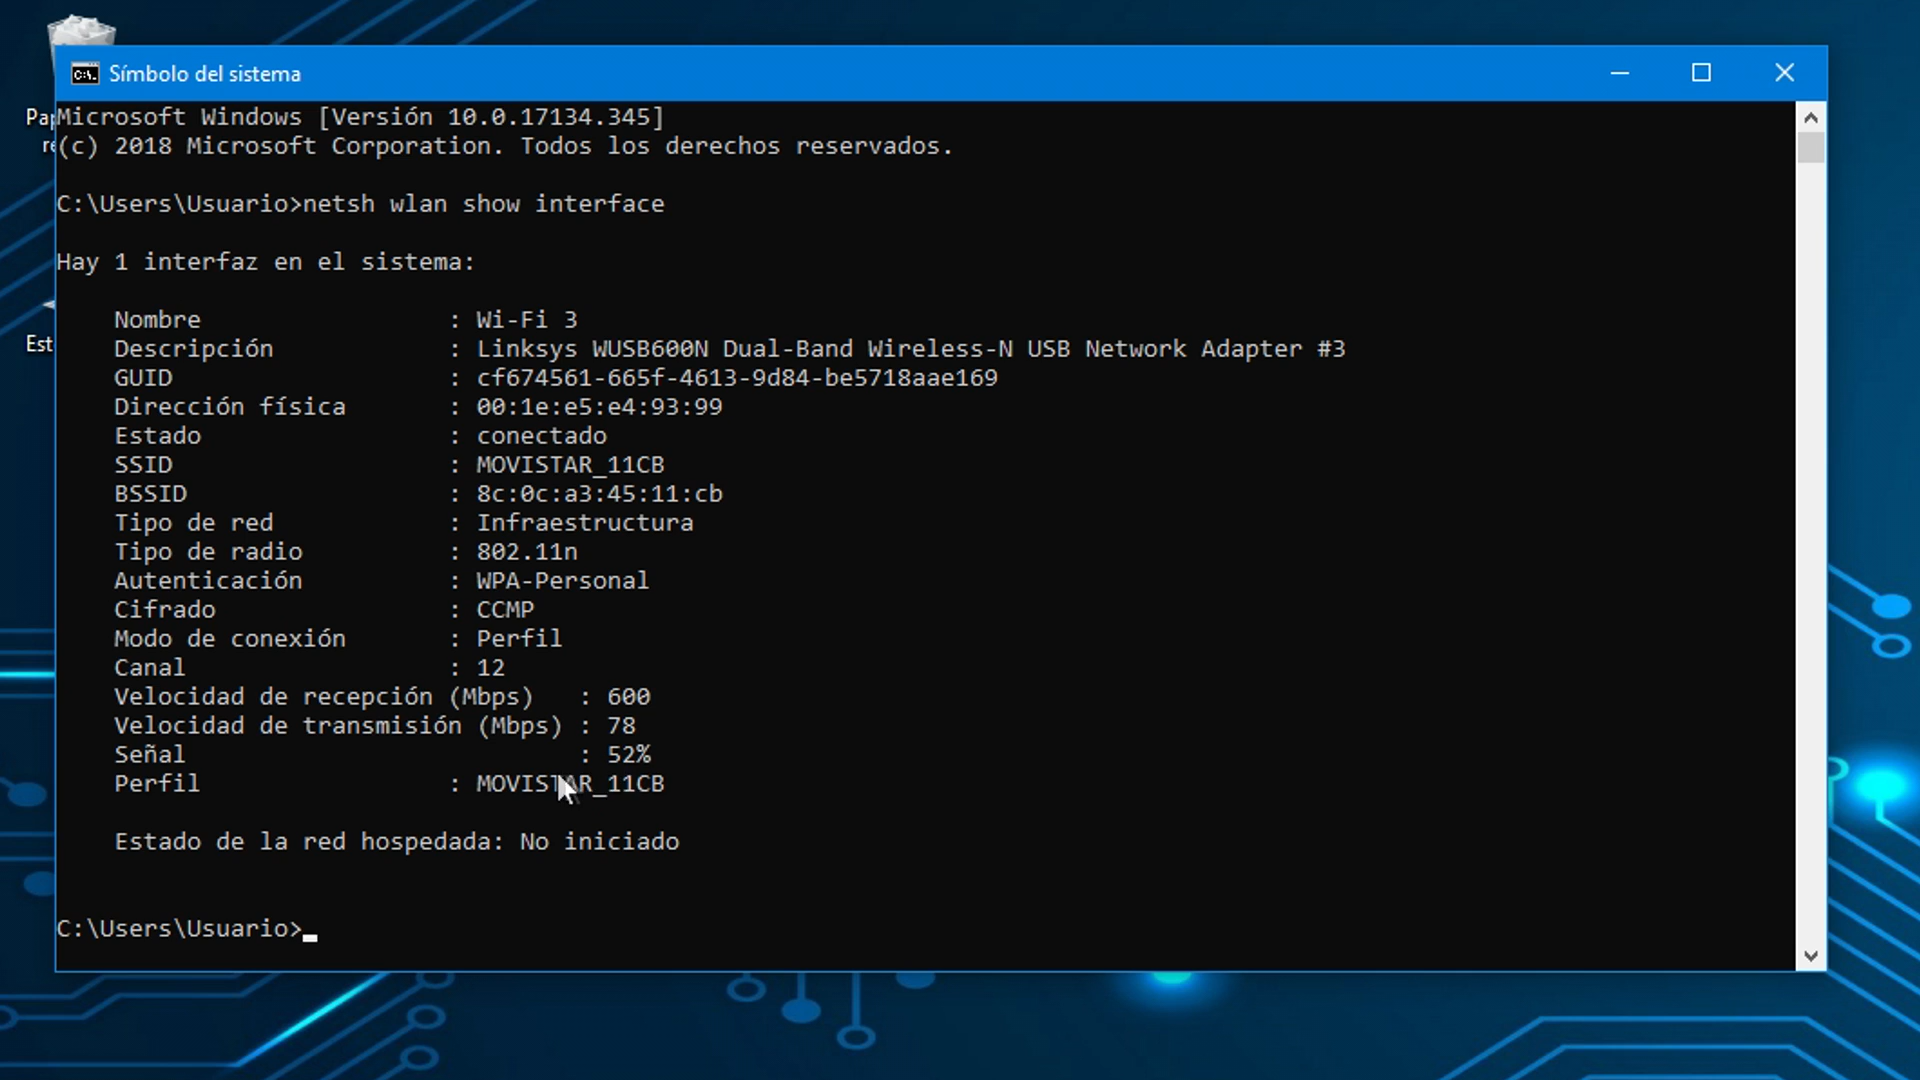 Símbolo del sistema
Microsoft Windows [Versión 10.0.17134.345]
(c) 2018 Microsoft Corporation. Todos los derechos reservados.
C:\Users\Usuario>netsh wlan show interface
Hay 1 interfaz en el sistema:
Nombre : Wi-Fi 3
Descripción : Linksys WUSB600N Dual-Band Wireless-N USB Network Adapter #3
GUID : cf674561-665f-4613-9d84-be5718aae169
Dirección física : 00:1e:e5:e4:93:99
Estado : conectado
SSID : MOVISTAR_11CB
BSSID : 8c:0c:a3:45:11:cb
Tipo de red : Infraestructura
Tipo de radio : 802.11n
Autenticación : WPA-Personal
Cifrado : CCMP
Modo de conexión : Perfil
Canal : 12
Velocidad de recepción (Mbps) : 600
Velocidad de transmisión (Mbps) : 78
Señal : 52%
Perfil : MOVISTAR_11CB
Estado de la red hospedada: No iniciado
C:\Users\Usuario>